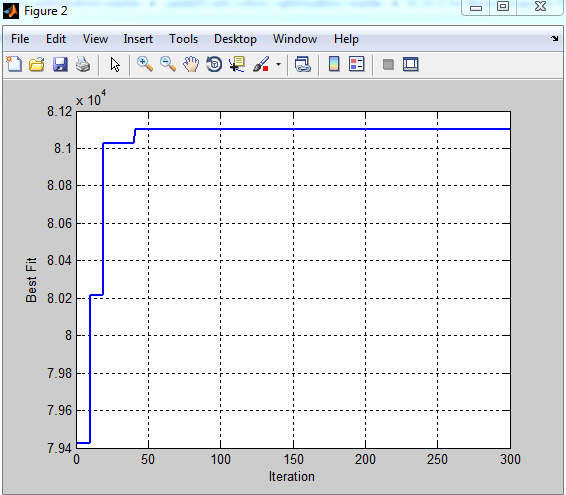 Figure 2
File Edit View Insert Tools Desktop Window Help
x 10⁴
8.12
8.1
8.08
8.06
8.04
8.02
8
7.98
7.96
7.94
Best Fit
0 50 100 150 200 250 300
Iteration